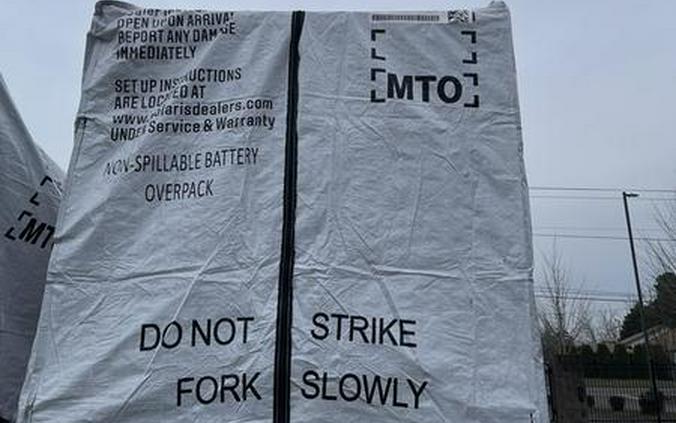 OPEN UPON ARRIVAL
REPORT ANY DAMAGE
IMMEDIATELY
SET UP INSTRUCTIONS
ARE LOCATED AT
www.polarisdealers.com
UNDER Service & Warranty
NON-SPILLABLE BATTERY
OVERPACK
MTO
DO NOT STRIKE
FORK SLOWLY
MT